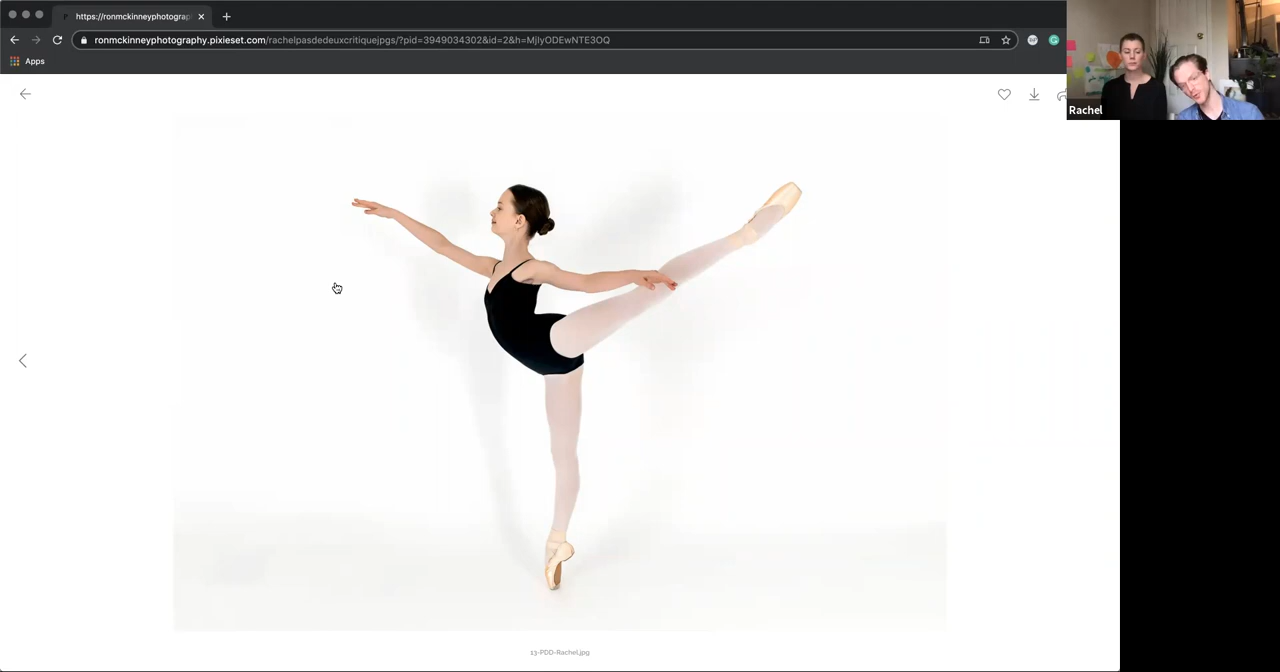 https://ronmckinneyphotograp
ronmckinneyphotography.pixieset.com/rachelpasdedeuxcritiquejpgs/?pid=3949034302&id=2&h=MjIyODEwNTE3OQ
Apps
Rachel
13-PDD-Rachel.jpg